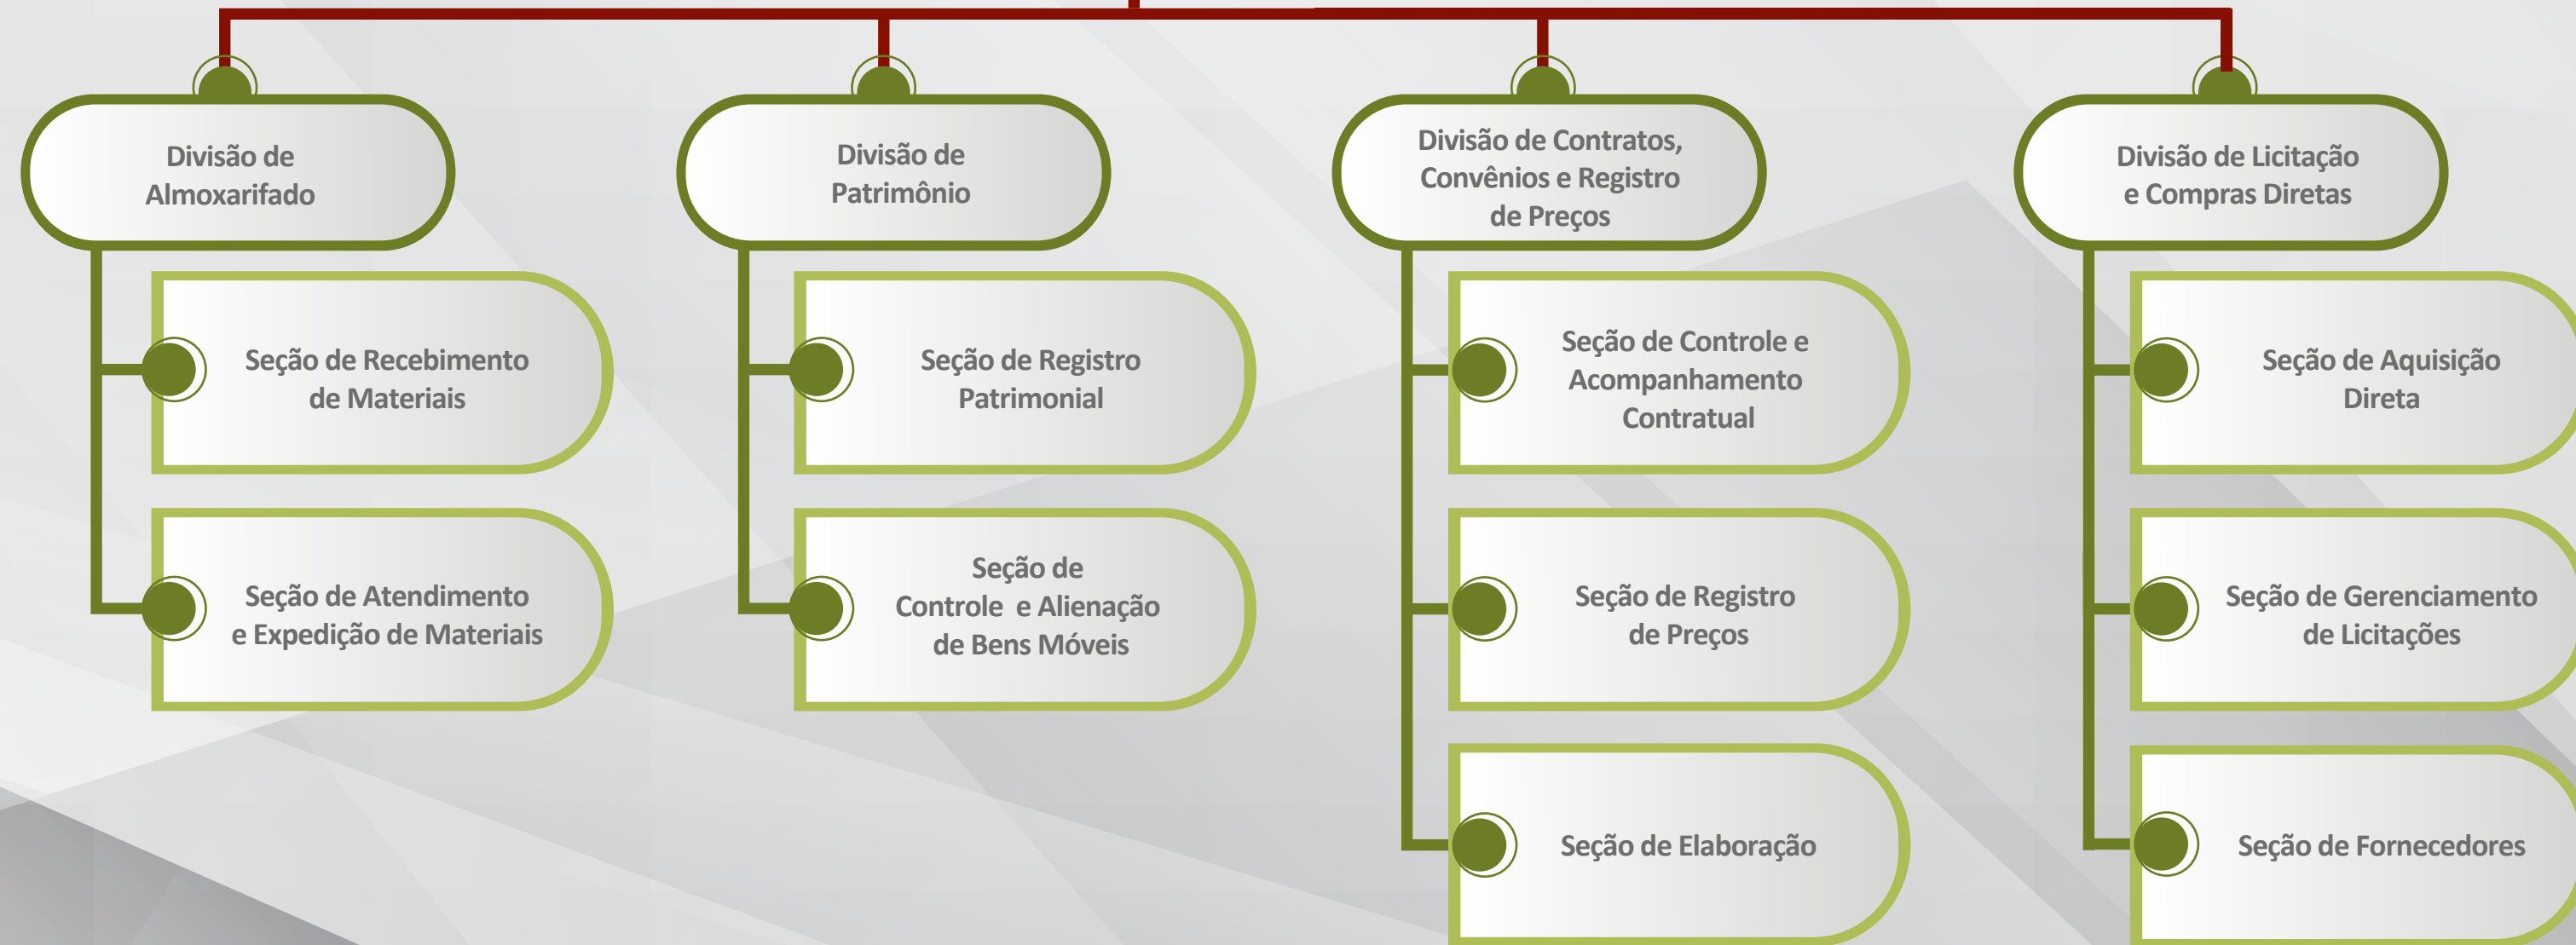 Divisão de
Almoxarifado
Seção de Recebimento
de Materiais
Seção de Atendimento
e Expedição de Materiais
Divisão de
Patrimônio
Seção de Registro
Patrimonial
Seção de
Controle  e Alienação
de Bens Móveis
Divisão de Contratos,
Convênios e Registro
de Preços
Seção de Controle e
Acompanhamento
Contratual
Seção de Registro
de Preços
Seção de Elaboração
Divisão de Licitação
e Compras Diretas
Seção de Aquisição
Direta
Seção de Gerenciamento
de Licitações
Seção de Fornecedores